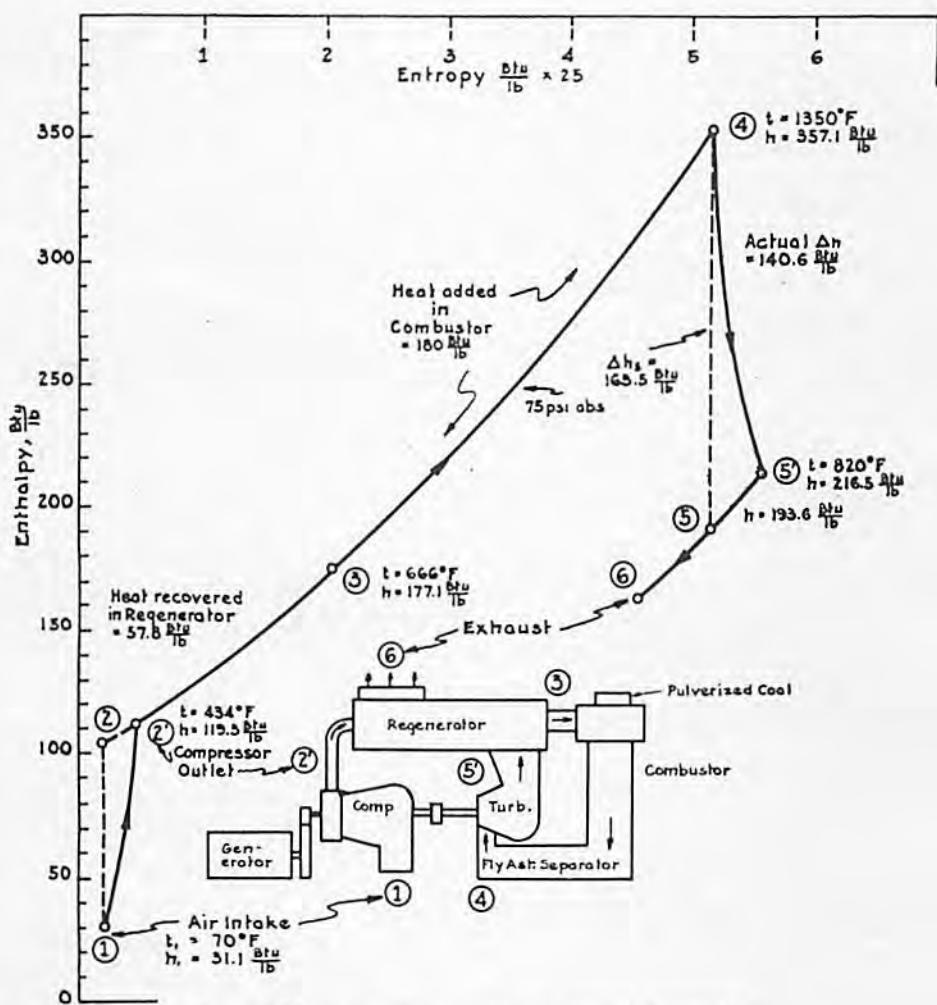 1 2 3 4 5 6
Entropy Btu/lb × 25
Enthalpy, Btu/lb
350
300
250
200
150
100
50
0
④ t = 1350°F
h = 357.1 Btu/lb
Actual Δh
= 140.6 Btu/lb
Heat added
in
Combustor
= 180 Btu/lb
Δhs =
163.5 Btu/lb
75 psi abs
⑤' t = 820°F
h = 216.5 Btu/lb
⑤ h = 193.6 Btu/lb
⑥
③ t = 666°F
h = 177.1 Btu/lb
Heat recovered
in Regenerator
= 57.8 Btu/lb
Exhaust
⑥
③
Pulverized Coal
Regenerator
②
②' t = 434°F
h = 119.3 Btu/lb
Compressor
Outlet
②'
⑤'
Combustor
Comp
Turb.
Gen-
erator
Fly Ash Separator
①
④
①
Air Intake
t₁ = 70°F
h₁ = 31.1 Btu/lb